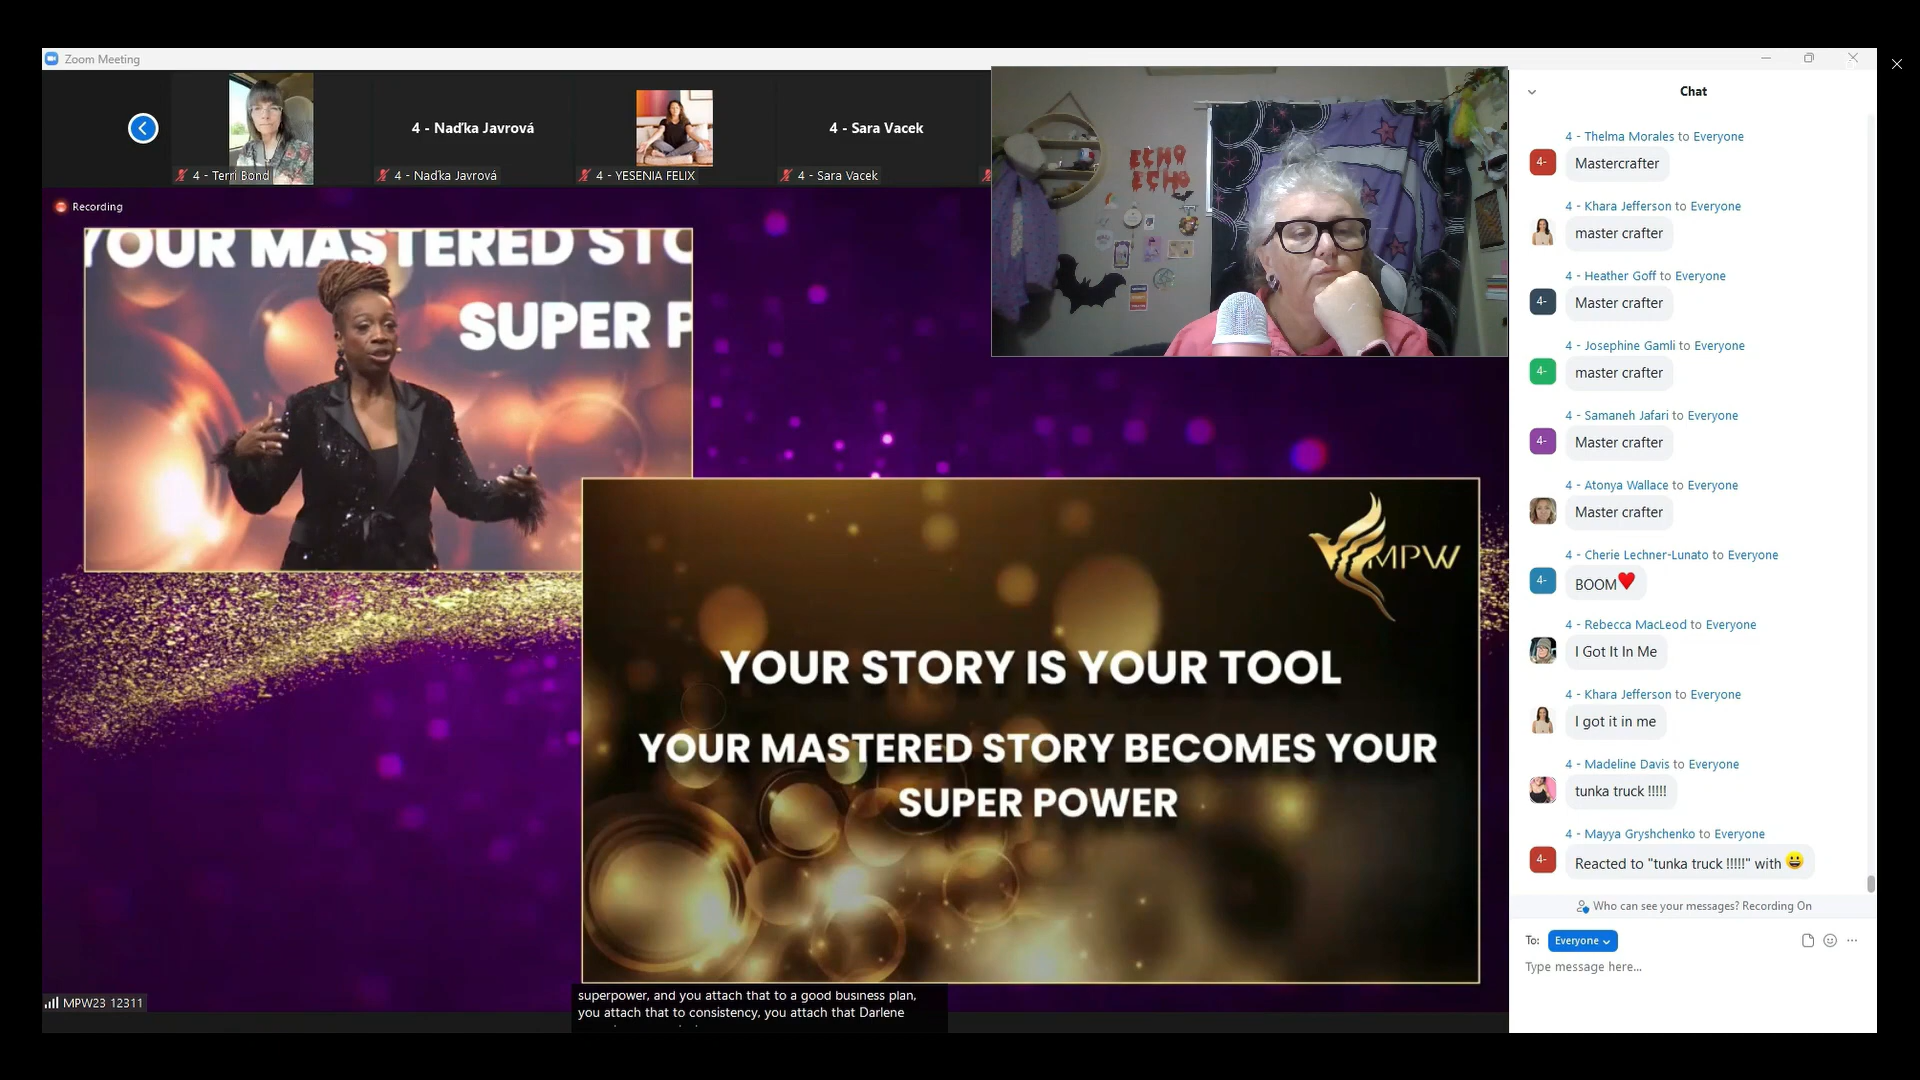 Zoom Meeting
4 - Naďka Javrová
4 - Sara Vacek
4 - Terri Bond
4 - Naďka Javrová
4 - YESENIA FELIX
4 - Sara Vacek
Recording
YOUR MASTERED STO
SUPER P
ECHO
ECHO
MPW
YOUR STORY IS YOUR TOOL
YOUR MASTERED STORY BECOMES YOUR
SUPER POWER
superpower, and you attach that to a good business plan,
you attach that to consistency, you attach that Darlene
MPW23 12311
Chat
4 - Thelma Morales to Everyone
4-
Mastercrafter
4 - Khara Jefferson to Everyone
master crafter
4 - Heather Goff to Everyone
4-
Master crafter
4 - Josephine Gamli to Everyone
4-
master crafter
4 - Samaneh Jafari to Everyone
4-
Master crafter
4 - Atonya Wallace to Everyone
Master crafter
4 - Cherie Lechner-Lunato to Everyone
4-
BOOM❤️
4 - Rebecca MacLeod to Everyone
I Got It In Me
4 - Khara Jefferson to Everyone
I got it in me
4 - Madeline Davis to Everyone
tunka truck !!!!!
4 - Mayya Gryshchenko to Everyone
4-
Reacted to "tunka truck !!!!!" with 😀
Who can see your messages? Recording On
To: Everyone
Type message here...